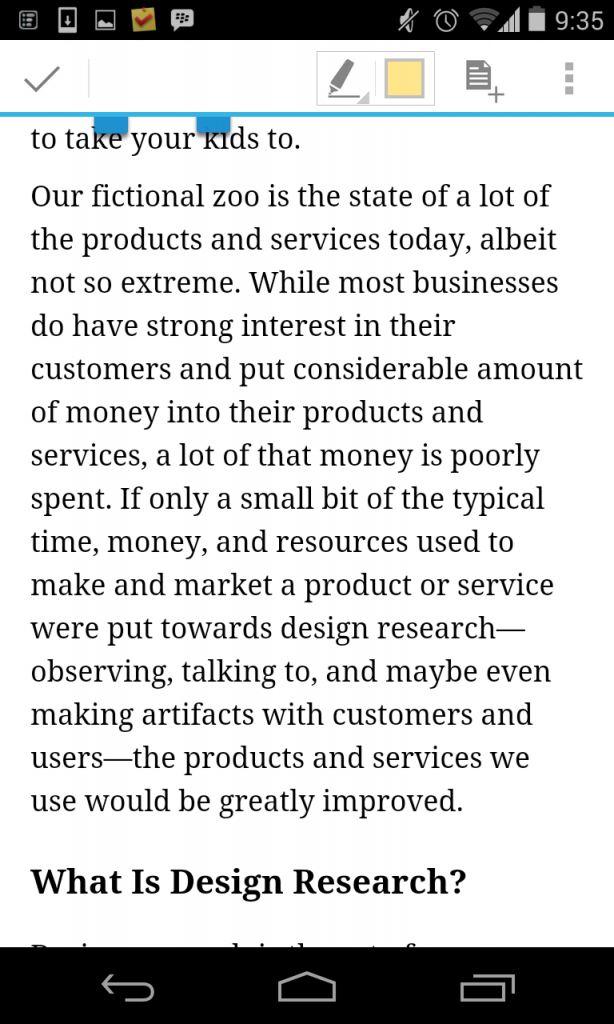 9:35
to take your kids to.
Our fictional zoo is the state of a lot of
the products and services today, albeit
not so extreme. While most businesses
do have strong interest in their
customers and put considerable amount
of money into their products and
services, a lot of that money is poorly
spent. If only a small bit of the typical
time, money, and resources used to
make and market a product or service
were put towards design research—
observing, talking to, and maybe even
making artifacts with customers and
users—the products and services we
use would be greatly improved.
What Is Design Research?